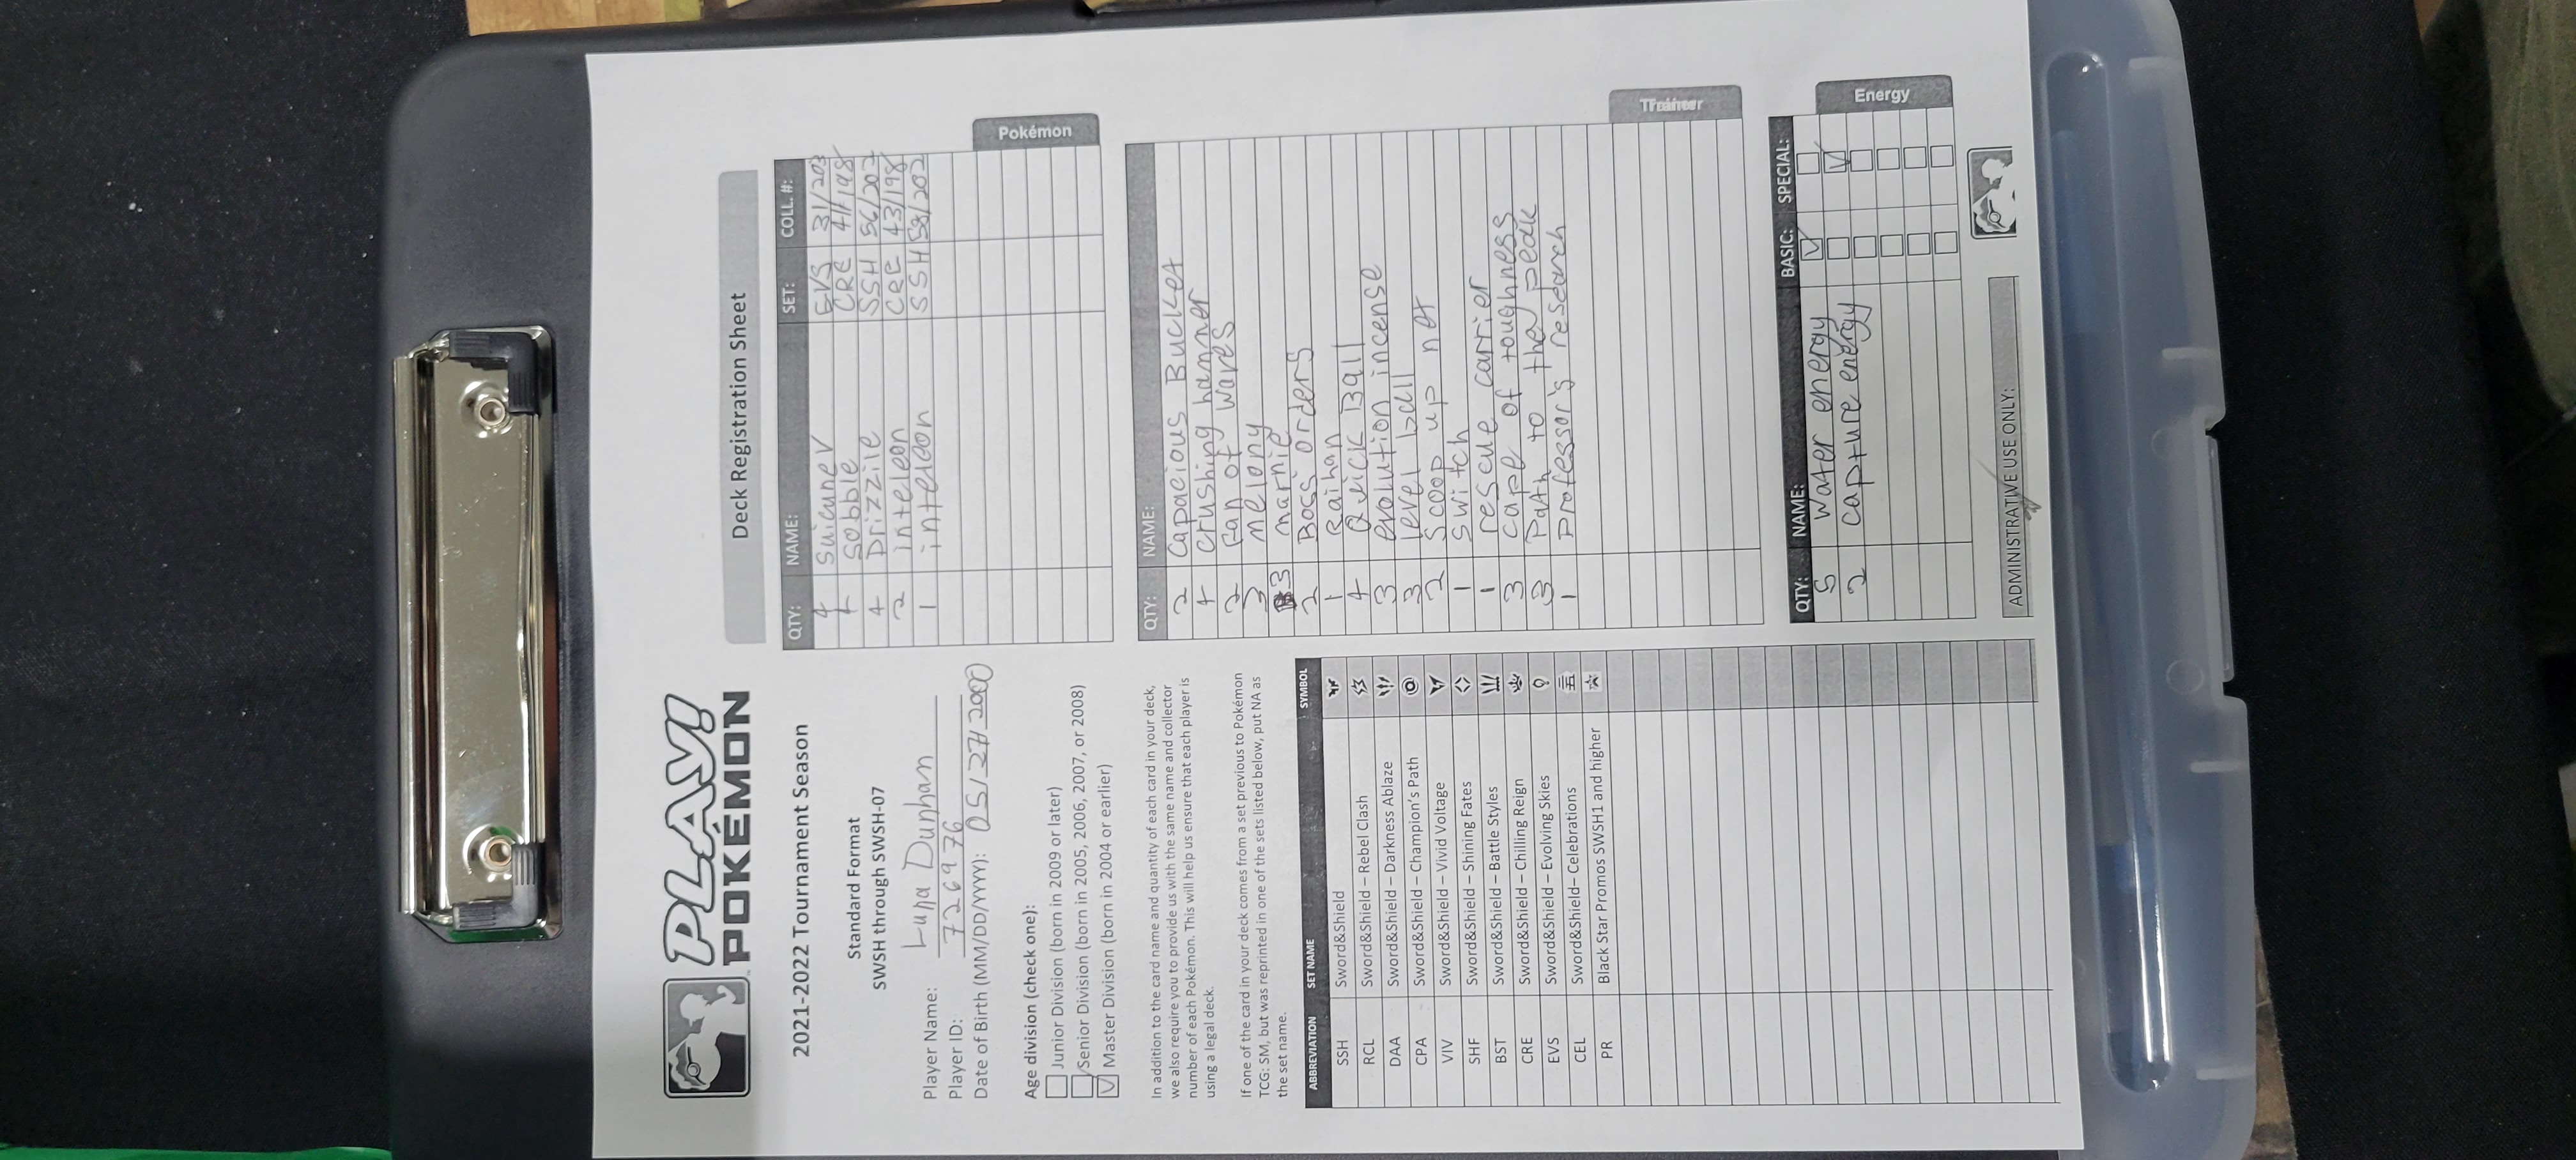 PLAY!
POKÉMON
2021-2022 Tournament Season
Standard Format
SWSH through SWSH-07
Player Name: Luna Dunham
Player ID: 726976
Date of Birth (MM/DD/YYYY): 05/27/2000
Age division (check one):
Junior Division (born in 2009 or later)
Senior Division (born in 2005, 2006, 2007, or 2008)
Master Division (born in 2004 or earlier)
In addition to the card name and quantity of each card in your deck,
we also require you to provide us with the same name and collector
number of each Pokémon. This will help us ensure that each player is
using a legal deck.
If one of the card in your deck comes from a set previous to Pokémon
TCG: SM, but was reprinted in one of the sets listed below, put NA as
the set name.
ABBREVIATION SET NAME SYMBOL
SSH Sword&Shield
RCL Sword&Shield – Rebel Clash
DAA Sword&Shield – Darkness Ablaze
CPA Sword&Shield – Champion's Path
VIV Sword&Shield – Vivid Voltage
SHF Sword&Shield – Shining Fates
BST Sword&Shield – Battle Styles
CRE Sword&Shield – Chilling Reign
EVS Sword&Shield – Evolving Skies
CEL Sword&Shield– Celebrations
PR Black Star Promos SWSH1 and higher
Deck Registration Sheet
QTY: NAME: SET: COLL. #:
4 Suicune V EVS 31/203
4 Sobble CRE 41/198
4 Drizzile SSH 56/202
2 inteleon CRE 43/198
1 inteleon SSH 58/202
Pokémon
QTY: NAME:
2 Capacious Bucket
4 crushing hammer
2 Fan of waves
3 melony
3 marnie
2 Boss orders
1 Raihan
4 Quick Ball
3 evolution incense
3 level ball
2 Scoop up net
1 switch
1 rescue carrier
3 cape of toughness
3 Path to the peak
1 Professor's research
Trainer
QTY: NAME: BASIC: SPECIAL:
5 Water energy
2 capture energy
Energy
ADMINISTRATIVE USE ONLY: